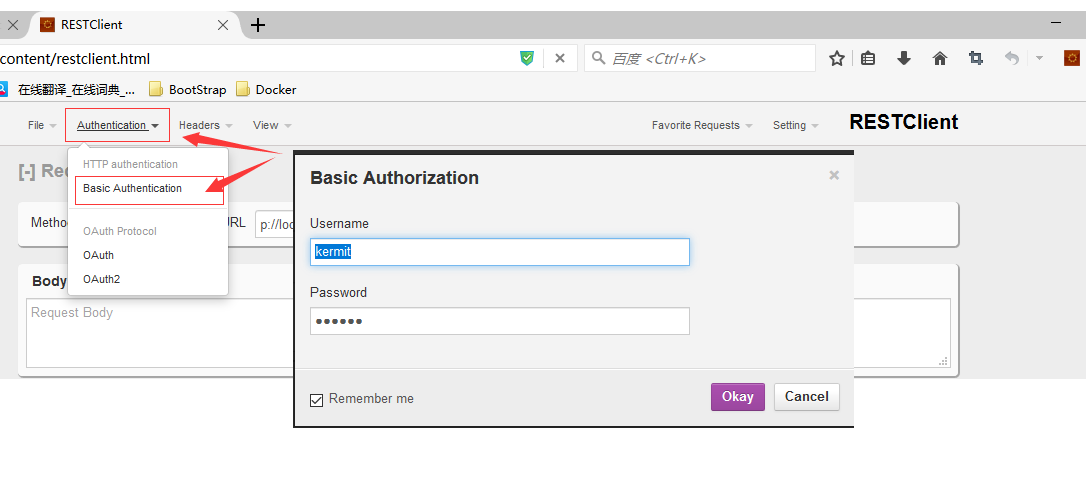 RESTClient
content/restclient.html
百度 <Ctrl+K>
在线翻译_在线词典_...
BootStrap
Docker
File
Authentication
Headers
View
Favorite Requests
Setting
RESTClient
HTTP authentication
Basic Authentication
OAuth Protocol
OAuth
OAuth2
[-] Re
Metho
RL
p://loc
Body
Request Body
Basic Authorization
Username
kermit
Password
••••••
Remember me
Okay
Cancel